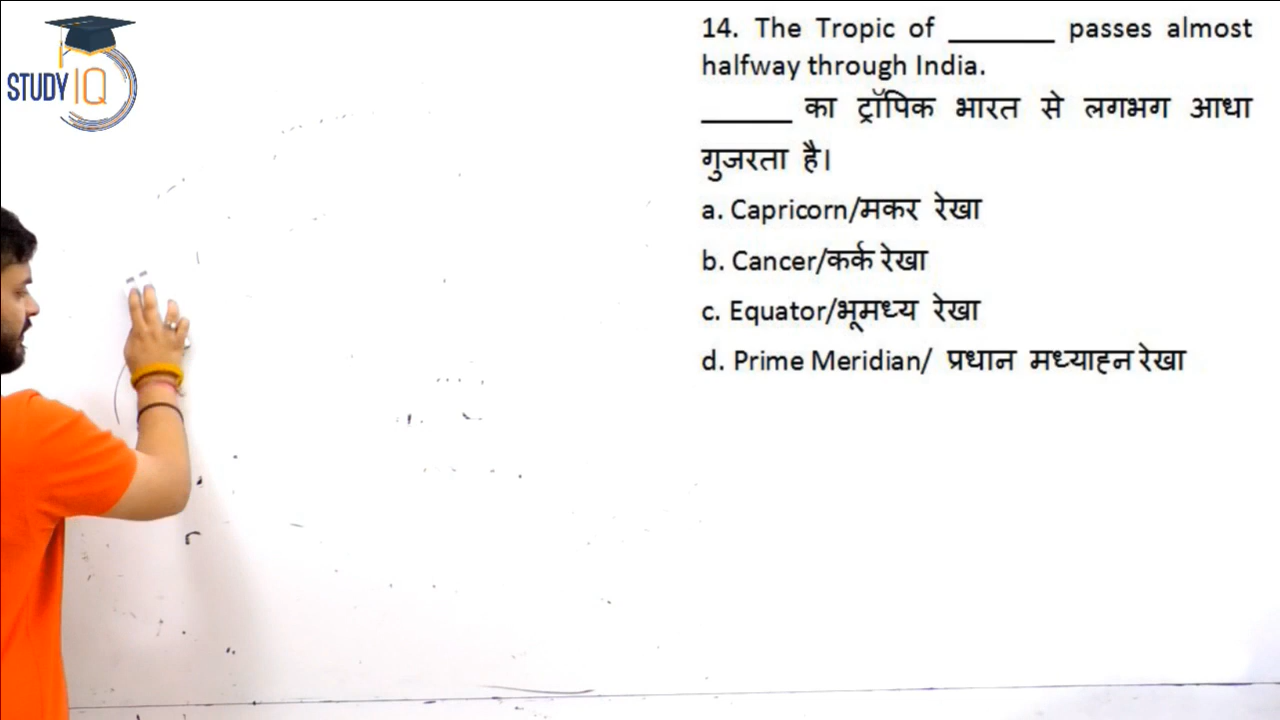 STUDY IQ
14. The Tropic of _______ passes almost
halfway through India.
______ का ट्रॉपिक भारत से लगभग आधा
गुजरता है।
a. Capricorn/मकर रेखा
b. Cancer/कर्क रेखा
c. Equator/भूमध्य रेखा
d. Prime Meridian/ प्रधान मध्याह्न रेखा